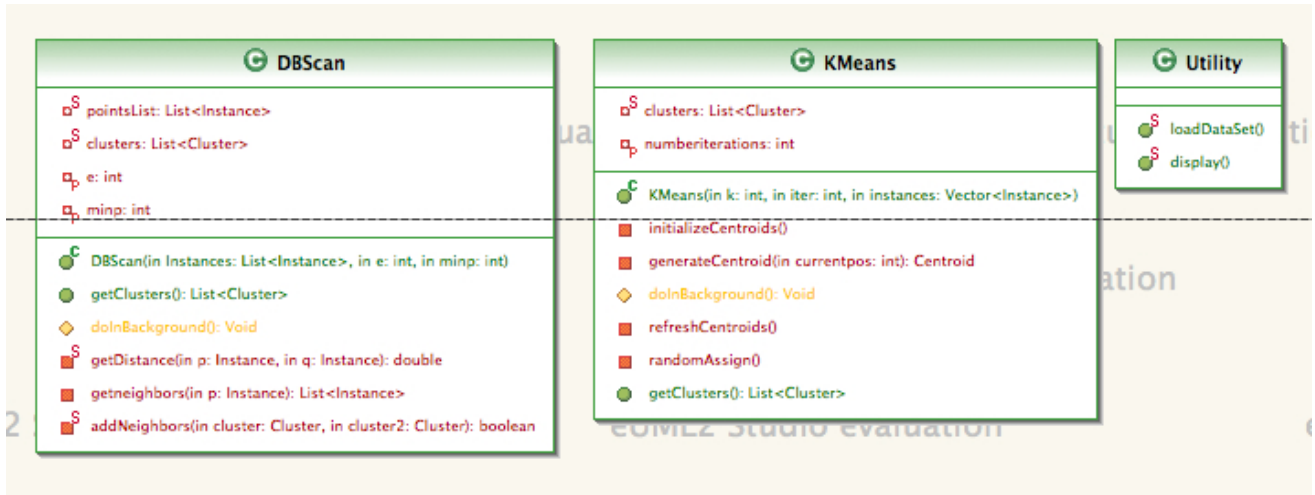 DBScan
pointsList: List<Instance>
clusters: List<Cluster>
e: int
minp: int
DBScan(in Instances: List<Instance>, in e: int, in minp: int)
getClusters(): List<Cluster>
doInBackground(): Void
getDistance(in p: Instance, in q: Instance): double
getneighbors(in p: Instance): List<Instance>
addNeighbors(in cluster: Cluster, in cluster2: Cluster): boolean
KMeans
clusters: List<Cluster>
numberiterations: int
KMeans(in k: int, in iter: int, in instances: Vector<Instance>)
initializeCentroids()
generateCentroid(in currentpos: int): Centroid
doInBackground(): Void
refreshCentroids()
randomAssign()
getClusters(): List<Cluster>
Utility
loadDataSet()
display()
eUML2 Studio evaluation